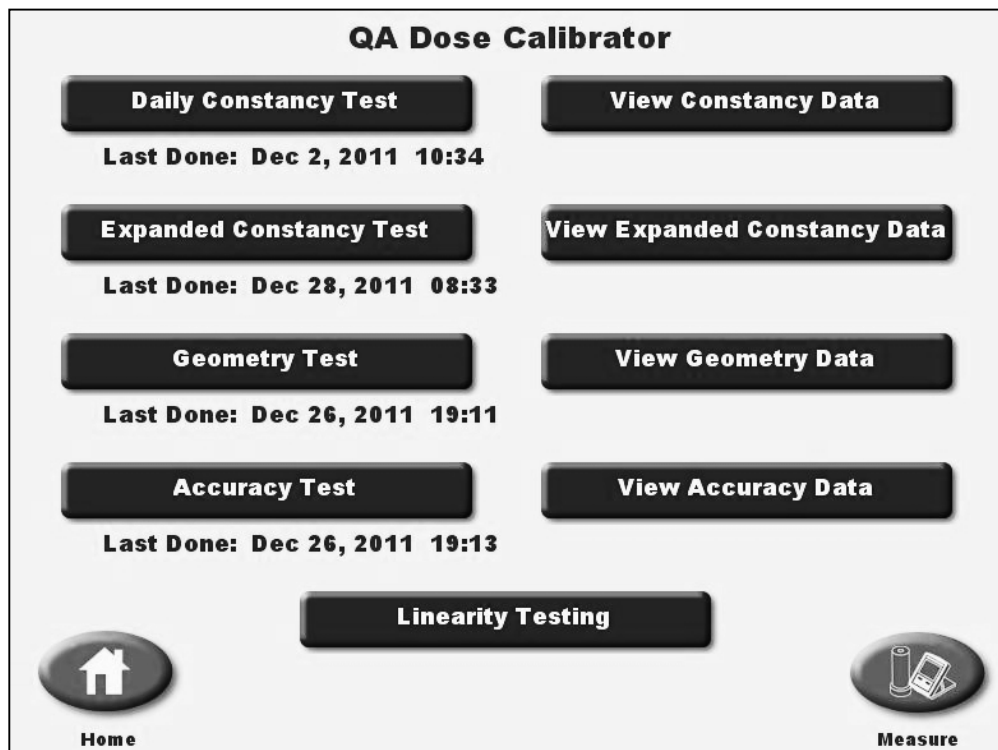 QA Dose Calibrator
Daily Constancy Test
View Constancy Data
Last Done: Dec 2, 2011 10:34
Expanded Constancy Test
View Expanded Constancy Data
Last Done: Dec 28, 2011 08:33
Geometry Test
View Geometry Data
Last Done: Dec 26, 2011 19:11
Accuracy Test
View Accuracy Data
Last Done: Dec 26, 2011 19:13
Linearity Testing
Home
Measure